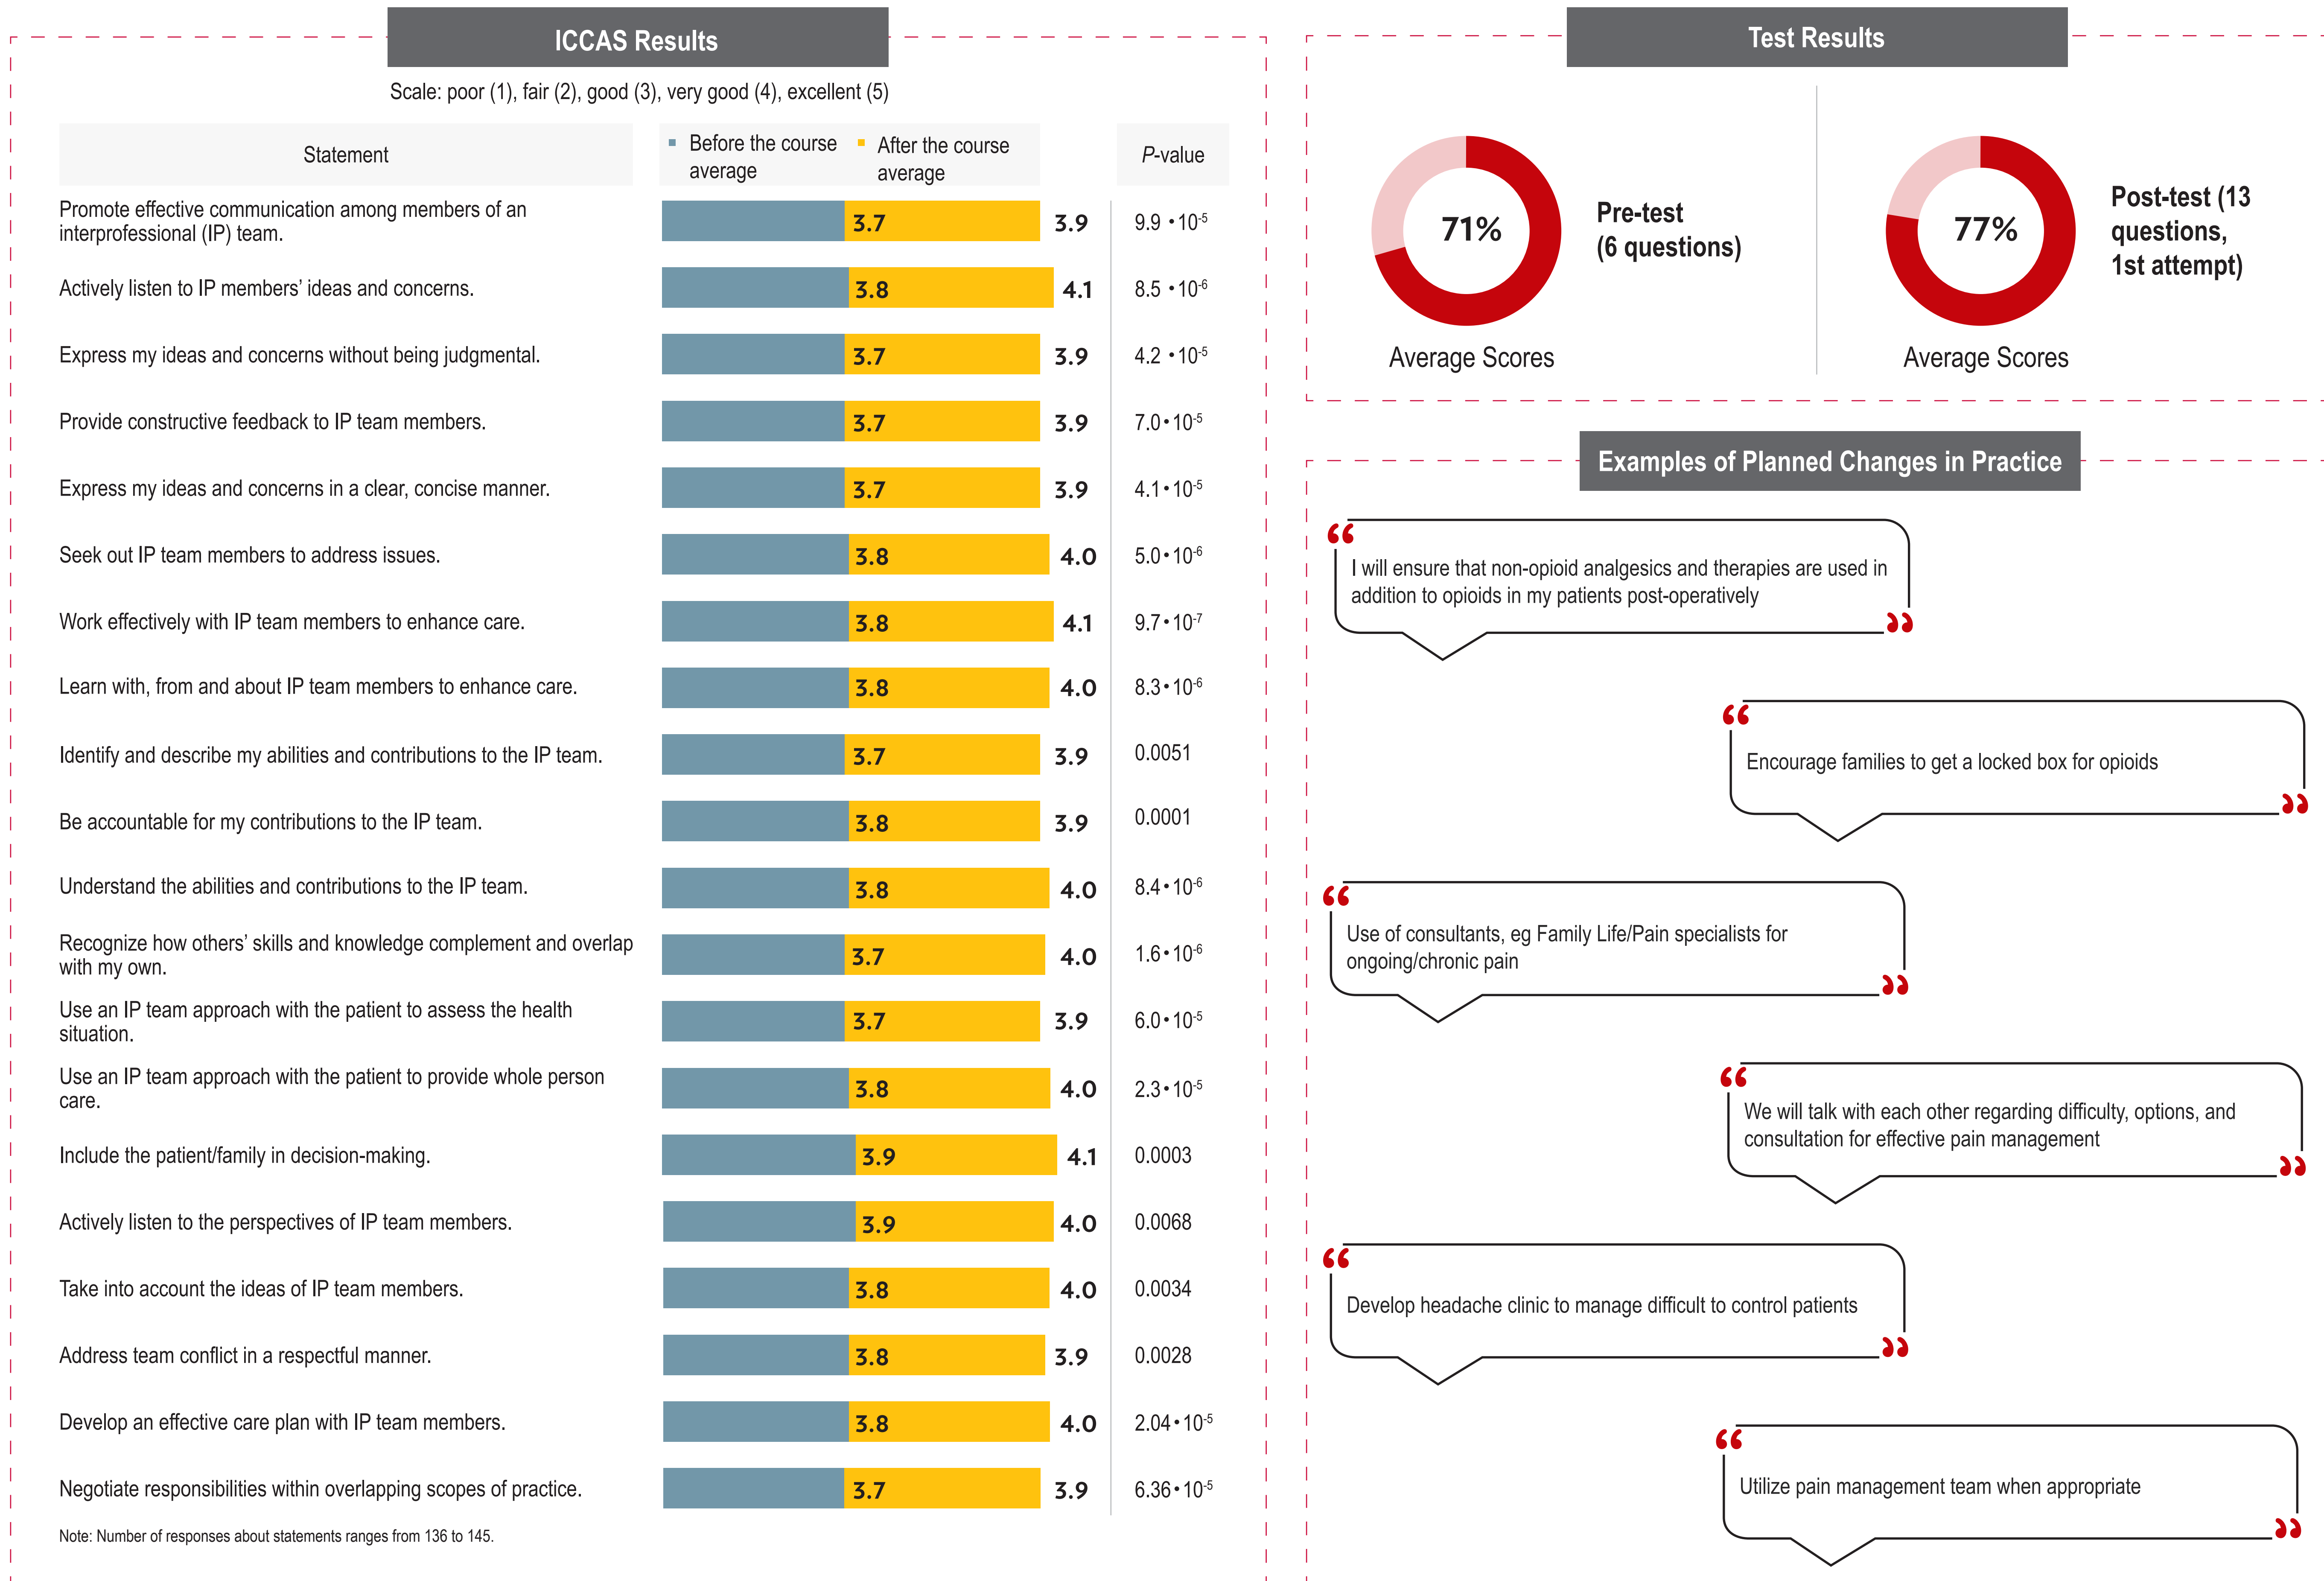 ICCAS Results
Scale: poor (1), fair (2), good (3), very good (4), excellent (5)
Statement
Before the course
average
After the course
average
P-value
Promote effective communication among members of an
interprofessional (IP) team.
3.7 3.9 9.9 •10-5
Actively listen to IP members’ ideas and concerns.
3.8 4.1 8.5 •10-6
Express my ideas and concerns without being judgmental.
3.7 3.9 4.2 •10-5
Provide constructive feedback to IP team members.
3.7 3.9 7.0•10-5
Express my ideas and concerns in a clear, concise manner.
3.7 3.9 4.1•10-5
Seek out IP team members to address issues.
3.8 4.0 5.0•10-6
Work effectively with IP team members to enhance care.
3.8 4.1 9.7•10-7
Learn with, from and about IP team members to enhance care.
3.8 4.0 8.3•10-6
Identify and describe my abilities and contributions to the IP team.
3.7 3.9 0.0051
Be accountable for my contributions to the IP team.
3.8 3.9 0.0001
Understand the abilities and contributions to the IP team.
3.8 4.0 8.4•10-6
Recognize how others’ skills and knowledge complement and overlap
with my own.
3.7 4.0 1.6•10-6
Use an IP team approach with the patient to assess the health
situation.
3.7 3.9 6.0•10-5
Use an IP team approach with the patient to provide whole person
care.
3.8 4.0 2.3•10-5
Include the patient/family in decision-making.
3.9 4.1 0.0003
Actively listen to the perspectives of IP team members.
3.9 4.0 0.0068
Take into account the ideas of IP team members.
3.8 4.0 0.0034
Address team conflict in a respectful manner.
3.8 3.9 0.0028
Develop an effective care plan with IP team members.
3.8 4.0 2.04•10-5
Negotiate responsibilities within overlapping scopes of practice.
3.7 3.9 6.36•10-5
Note: Number of responses about statements ranges from 136 to 145.
Test Results
71%
Pre-test
(6 questions)
Average Scores
77%
Post-test (13
questions,
1st attempt)
Average Scores
Examples of Planned Changes in Practice
“
I will ensure that non-opioid analgesics and therapies are used in
addition to opioids in my patients post-operatively
”
“
Encourage families to get a locked box for opioids
”
“
Use of consultants, eg Family Life/Pain specialists for
ongoing/chronic pain
”
“
We will talk with each other regarding difficulty, options, and
consultation for effective pain management
”
“
Develop headache clinic to manage difficult to control patients
”
“
Utilize pain management team when appropriate
”